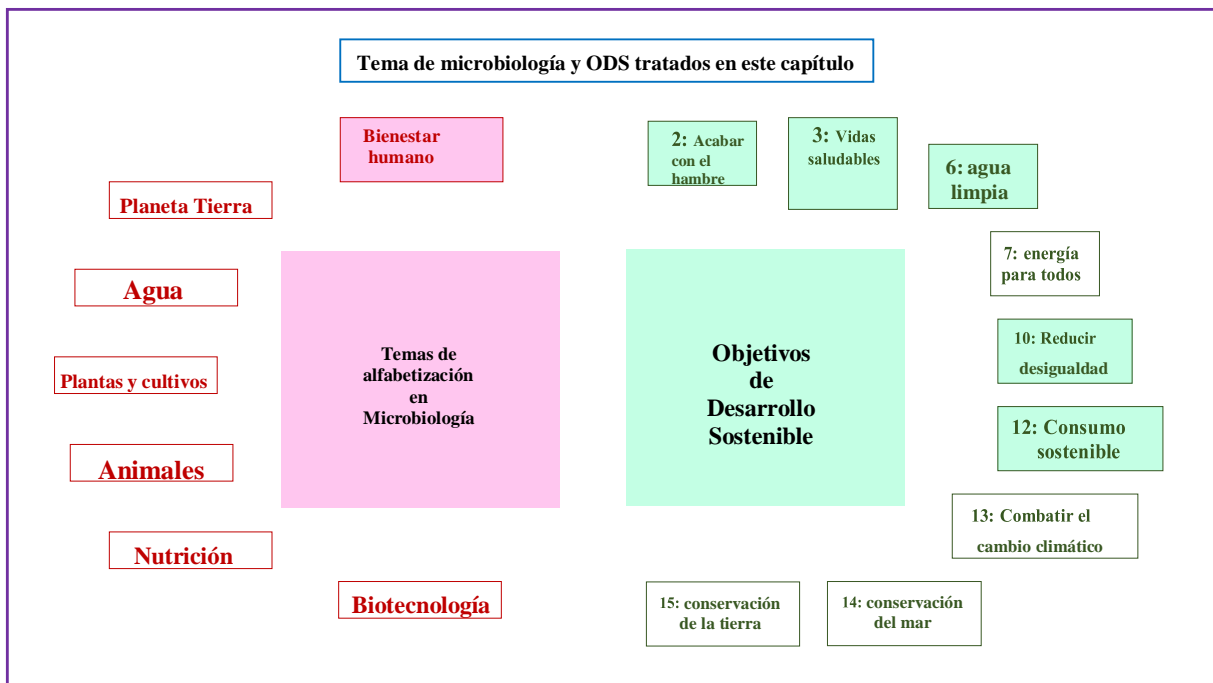 Tema de microbiología y ODS tratados en este capítulo
Bienestar
humano
Planeta Tierra
Agua
Plantas y cultivos
Animales
Nutrición
Biotecnología
Temas de
alfabetización
en
Microbiología
2: Acabar
con el
hambre
3: Vidas
saludables
6: agua
limpia
7: energía
para todos
10: Reducir
desigualdad
12: Consumo
sostenible
13: Combatir el
cambio climático
14: conservación
del mar
15: conservación
de la tierra
Objetivos
de
Desarrollo
Sostenible